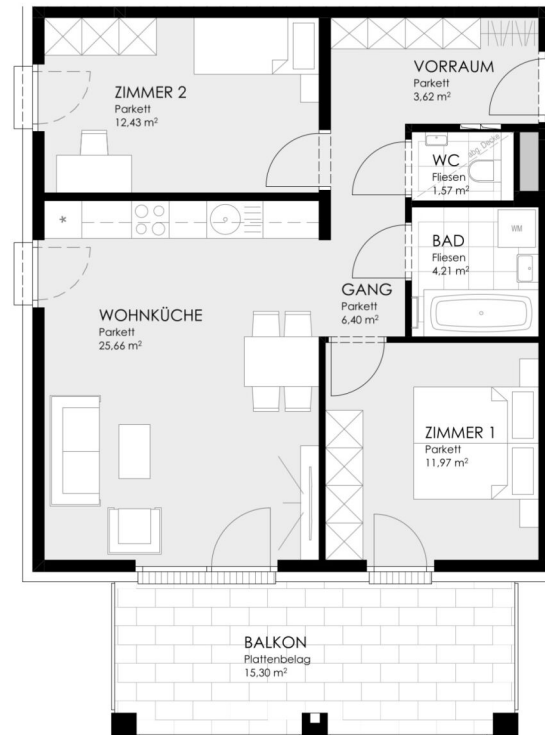 ZIMMER 2
Parkett
12,43 m²
VORRAUM
Parkett
3,62 m²
WC
Fliesen
1,57 m²
abg. Decke
BAD
Fliesen
4,21 m²
WM
GANG
Parkett
6,40 m²
WOHNKÜCHE
Parkett
25,66 m²
*
ZIMMER 1
Parkett
11,97 m²
BALKON
Plattenbelag
15,30 m²